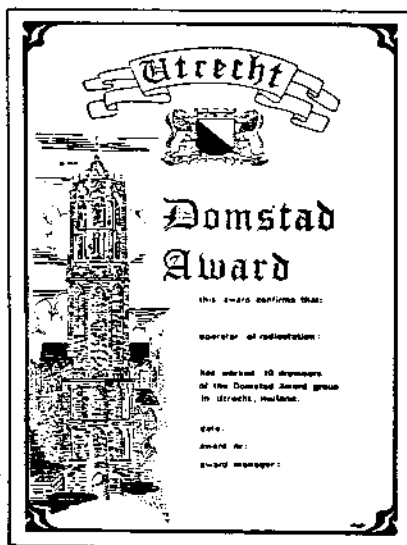 Utrecht
Domstad
Award
this award confirms that:
operator of radiostation:
has worked 10
of the Domstad Award group
in Utrecht, Holland.
date:
award nr:
award manager: